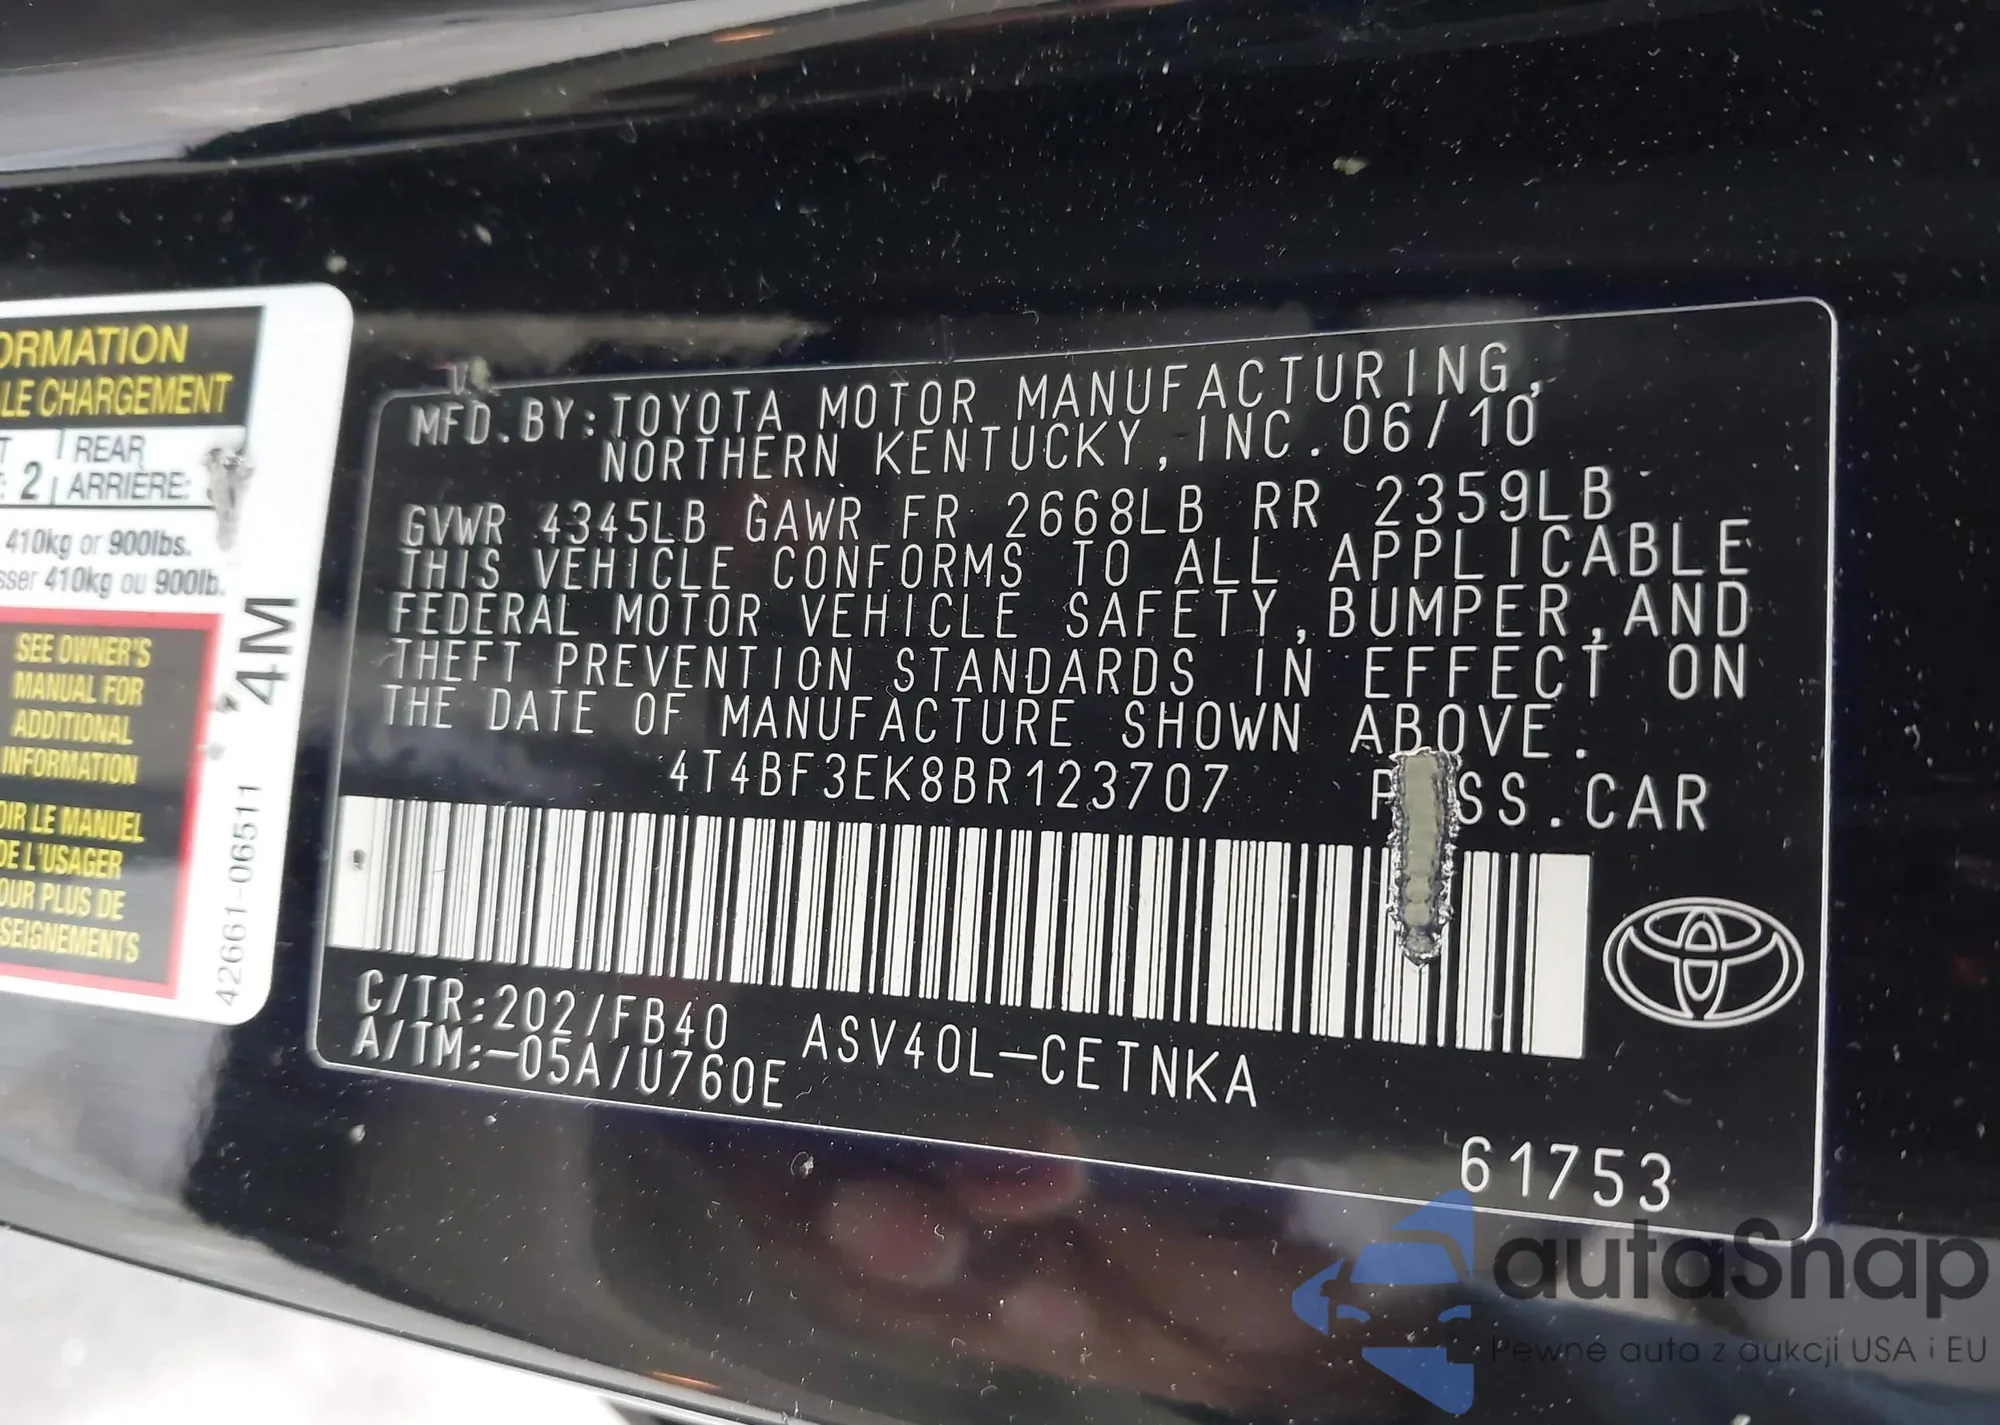 ORMATION
LE CHARGEMENT
T REAR
: 2 ARRIÈRE:
410kg or 900lbs.
sser 410kg ou 900lb.
SEE OWNER'S
MANUAL FOR
ADDITIONAL
INFORMATION
OIR LE MANUEL
DE L'USAGER
OUR PLUS DE
SEIGNEMENTS
4M
42661-06511
MFD. BY: TOYOTA MOTOR MANUFACTURING,
NORTHERN KENTUCKY, INC. 06/10
GVWR 4345LB GAWR FR 2668LB RR 2359LB
THIS VEHICLE CONFORMS TO ALL APPLICABLE
FEDERAL MOTOR VEHICLE SAFETY, BUMPER, AND
THEFT PREVENTION STANDARDS IN EFFECT ON
THE DATE OF MANUFACTURE SHOWN ABOVE.
4T4BF3EK8BR123707 PASS. CAR
C/TR:202/FB40 ASV40L-CETNKA
A/TM:-05A/U760E
61753
autaSnap
Pewne auta z aukcji USA i EU